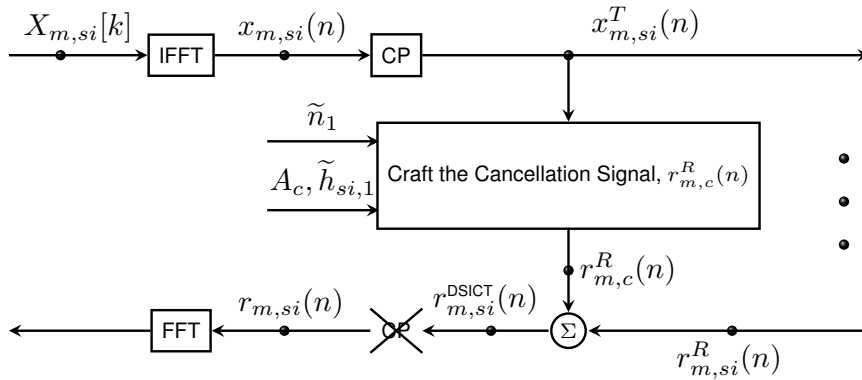 X_{m,si}[k]
IFFT
x_{m,si}(n)
CP
x^T_{m,si}(n)
ñ_1
A_c, h̃_{si,1}
Craft the Cancellation Signal, r^R_{m,c}(n)
r^R_{m,c}(n)
FFT
r_{m,si}(n)
CP
r^{DSICT}_{m,si}(n)
Σ
r^R_{m,si}(n)